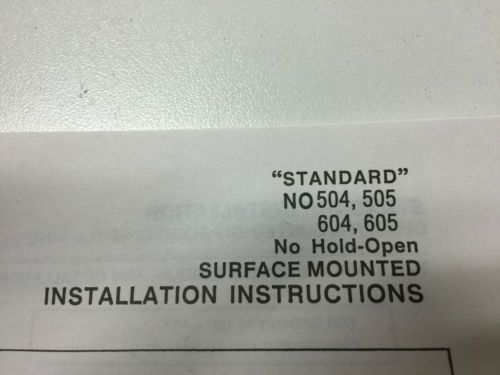 “STANDARD”
NO 504, 505
604, 605
No Hold-Open
SURFACE MOUNTED
INSTALLATION INSTRUCTIONS